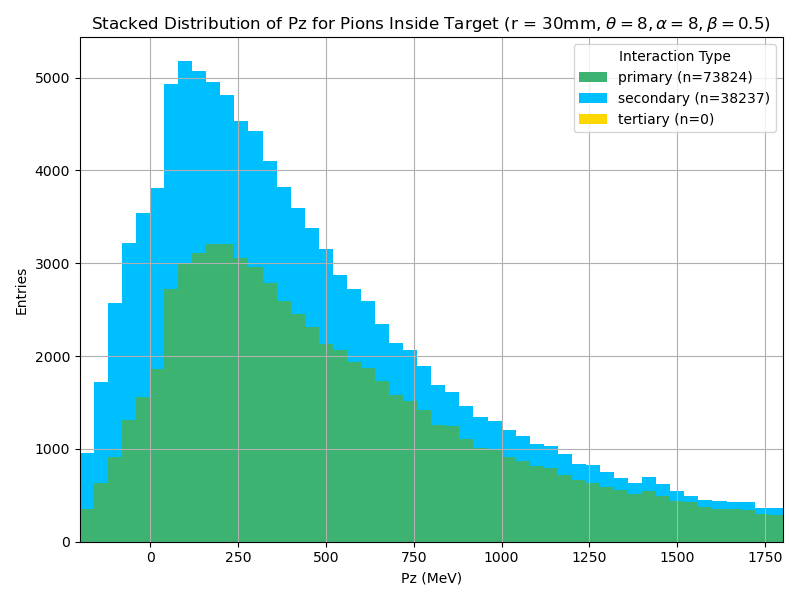 Stacked Distribution of Pz for Pions Inside Target (r = 30mm, θ = 8, α = 8, β = 0.5)
Interaction Type
primary (n=73824)
secondary (n=38237)
tertiary (n=0)
5000
4000
3000
2000
1000
0
Entries
0 250 500 750 1000 1250 1500 1750
Pz (MeV)